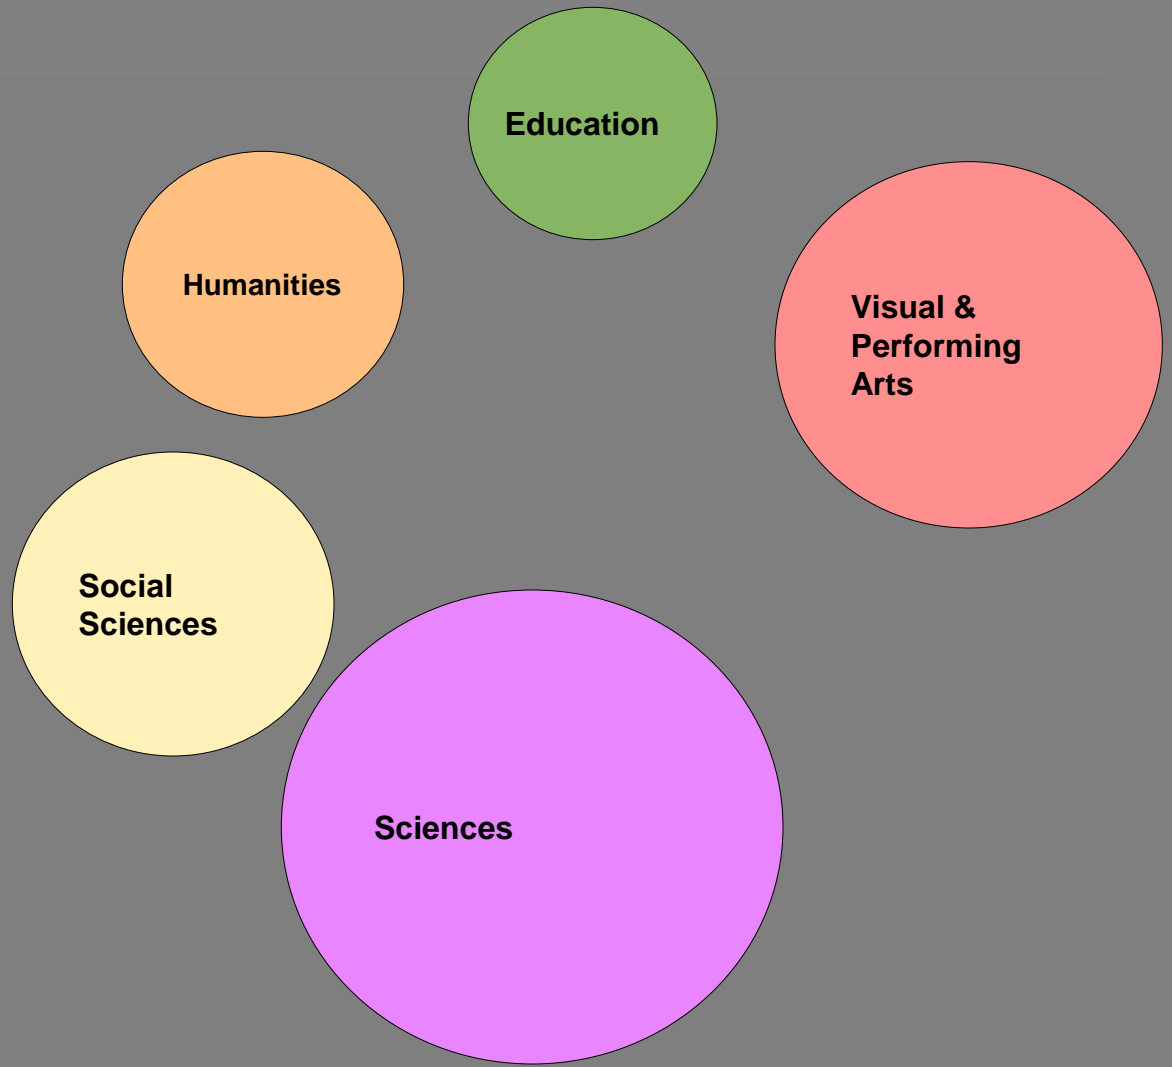 Education
Humanities
Visual &
Performing
Arts
Social
Sciences
Sciences